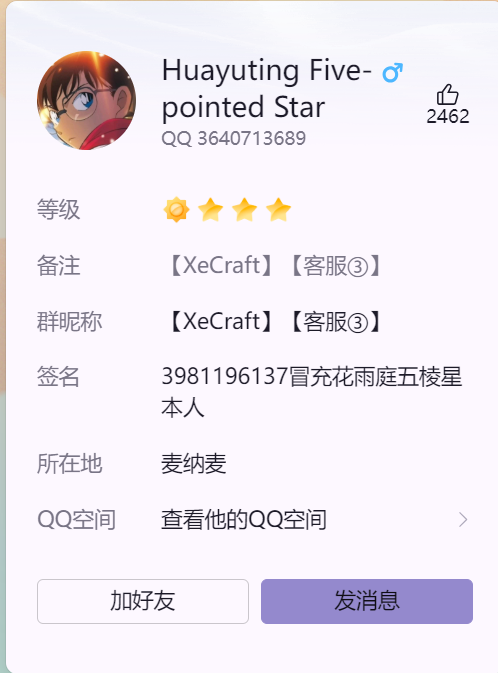 Huayuting Five-
pointed Star
2462
QQ 3640713689
等级
备注 【XeCraft】【客服③】
群昵称 【XeCraft】【客服③】
签名 3981196137冒充花雨庭五棱星
本人
所在地 麦纳麦
QQ空间 查看他的QQ空间
加好友 发消息